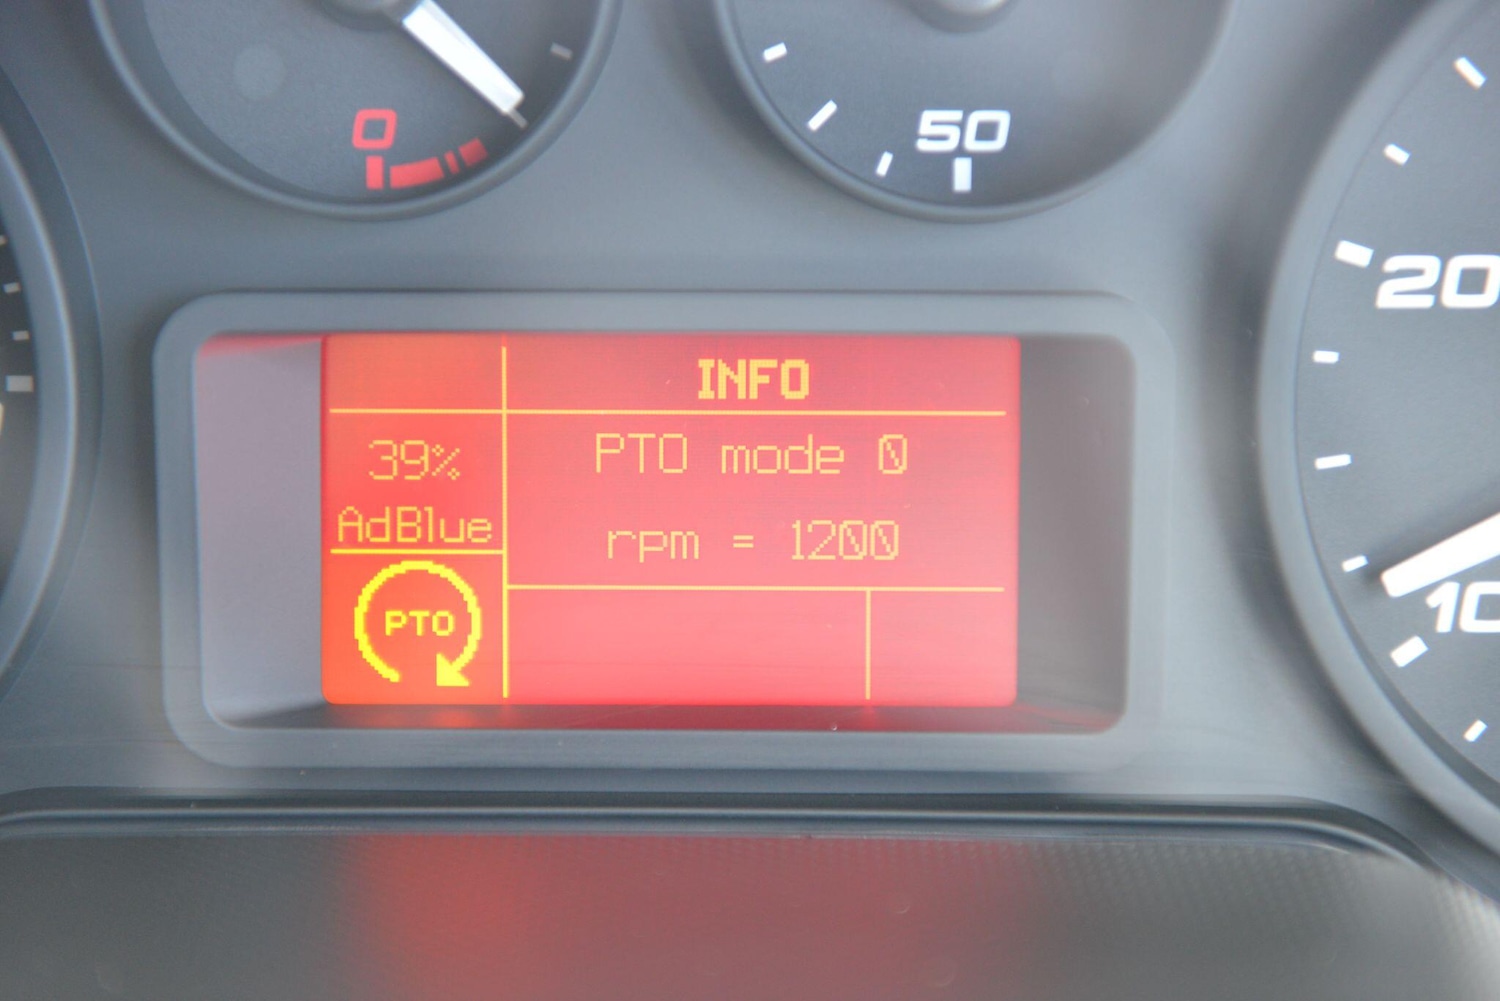 0
50
20
10
INFO
PTO mode 0
rpm = 1200
39%
AdBlue
PTO